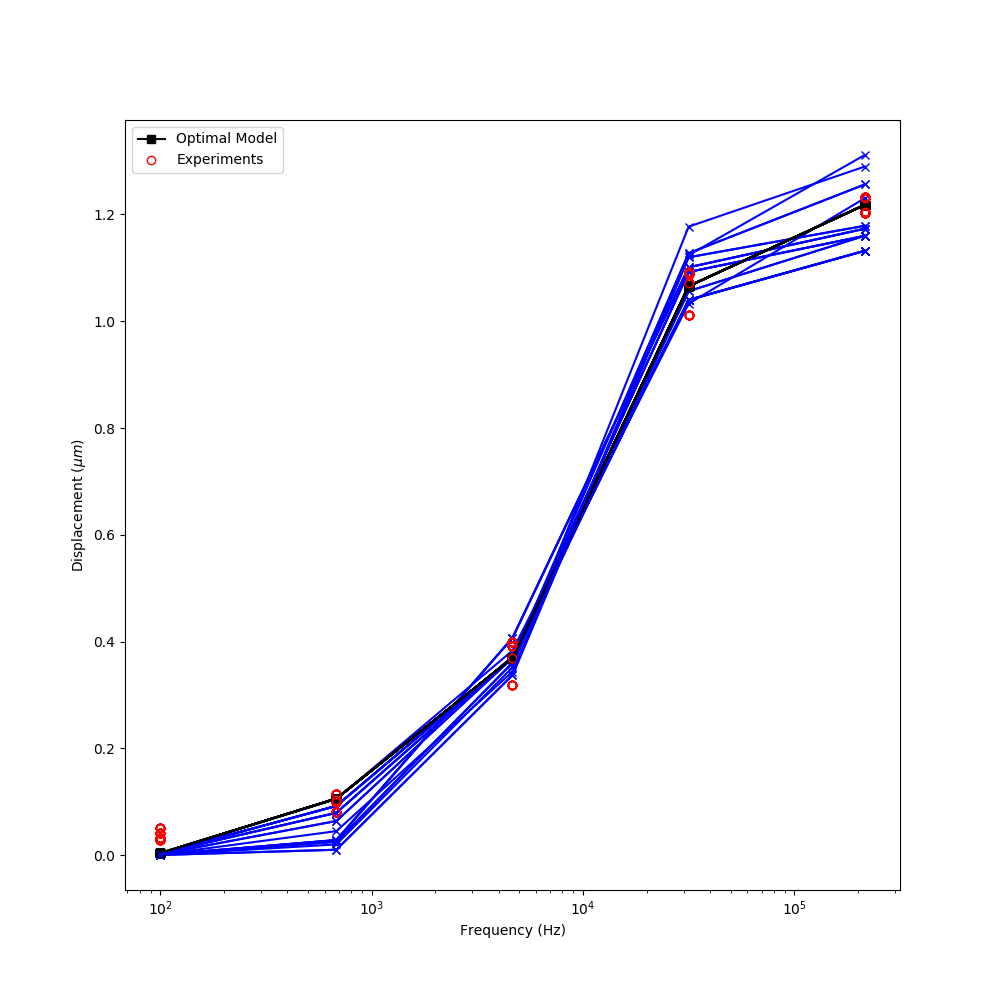 Optimal Model
Experiments
1.2
1.0
0.8
0.6
0.4
0.2
0.0
Displacement (μm)
10²
10³
10⁴
10⁵
Frequency (Hz)